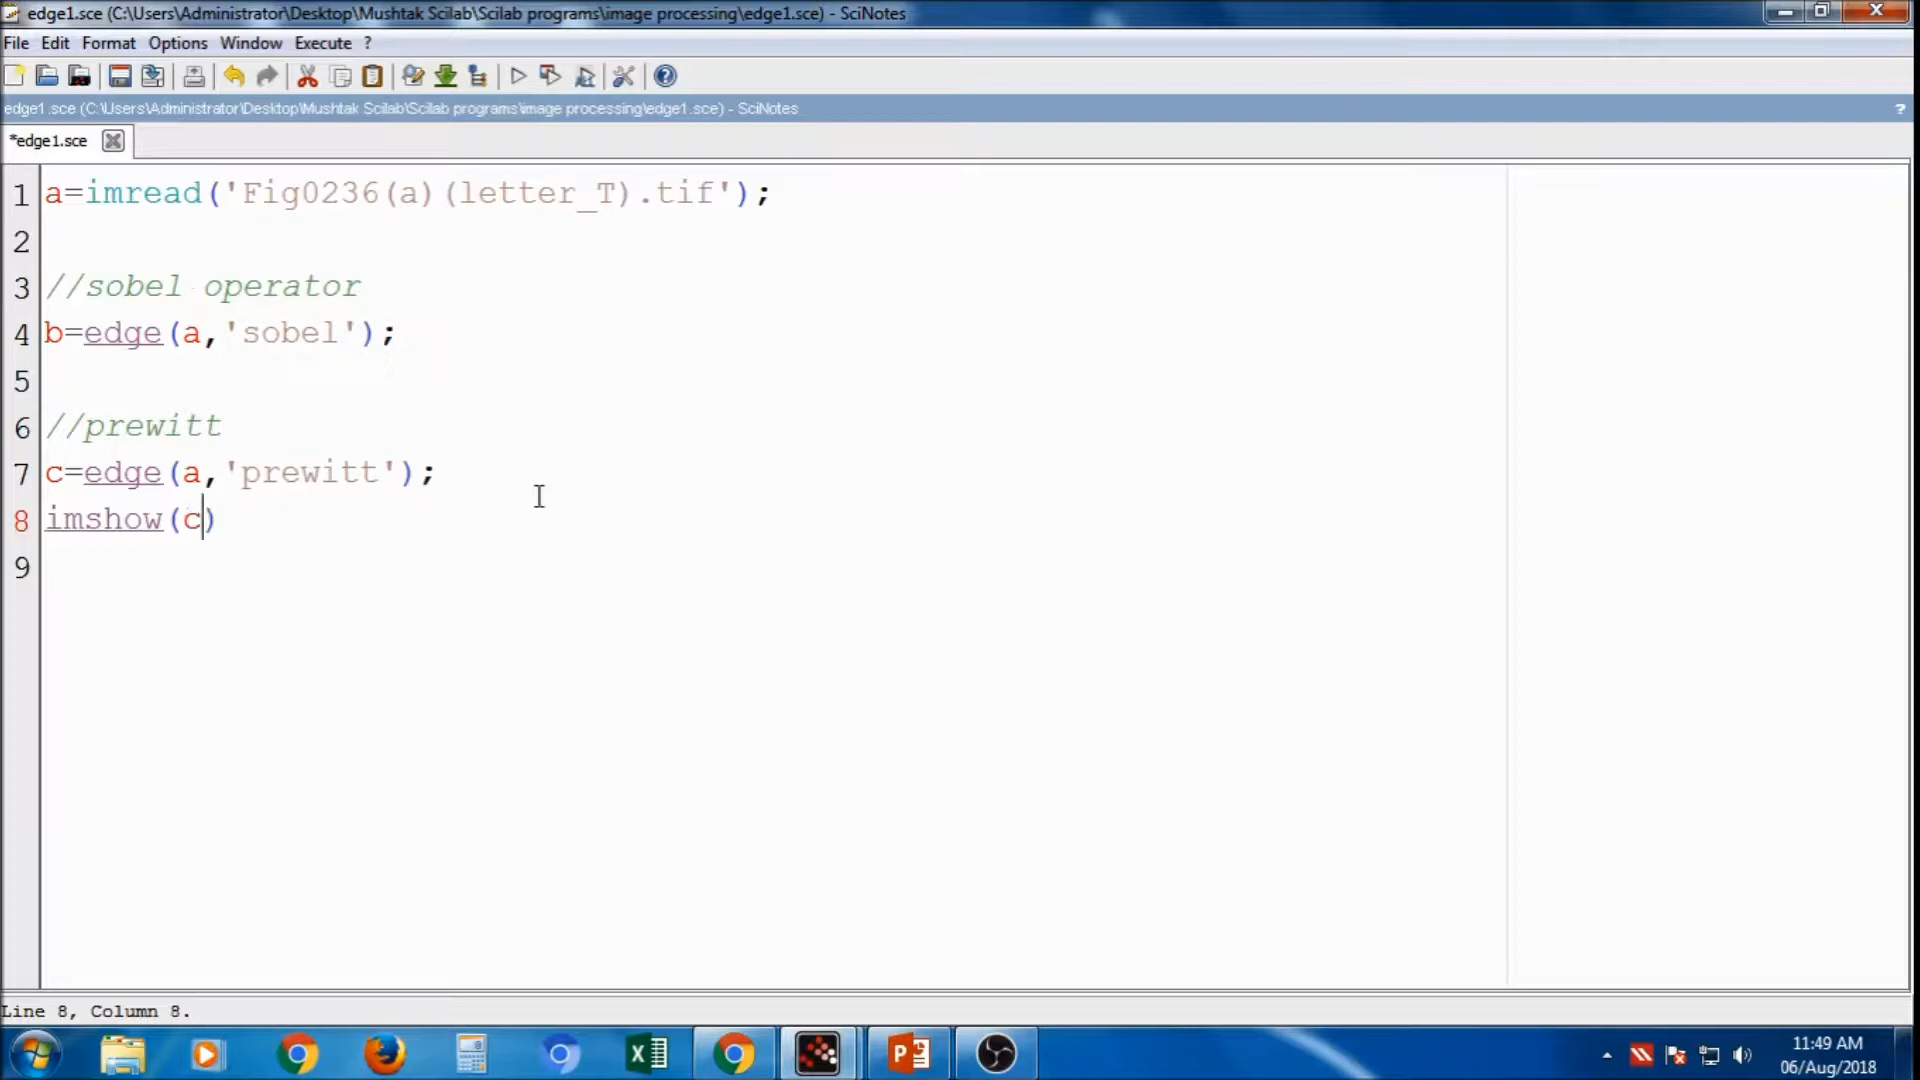 edge1.sce (C:\Users\Administrator\Desktop\Mushtak Scilab\Scilab programs\image processing\edge1.sce) - SciNotes
File Edit Format Options Window Execute ?
edge1.sce (C:\Users\Administrator\Desktop\Mushtak Scilab\Scilab programs\image processing\edge1.sce) - SciNotes ?
*edge1.sce
1 a=imread('Fig0236(a)(letter_T).tif');
2
3 //sobel operator
4 b=edge(a,'sobel');
5
6 //prewitt
7 c=edge(a,'prewitt');
8 imshow(c)
9
Line 8, Column 8.
11:49 AM
06/Aug/2018